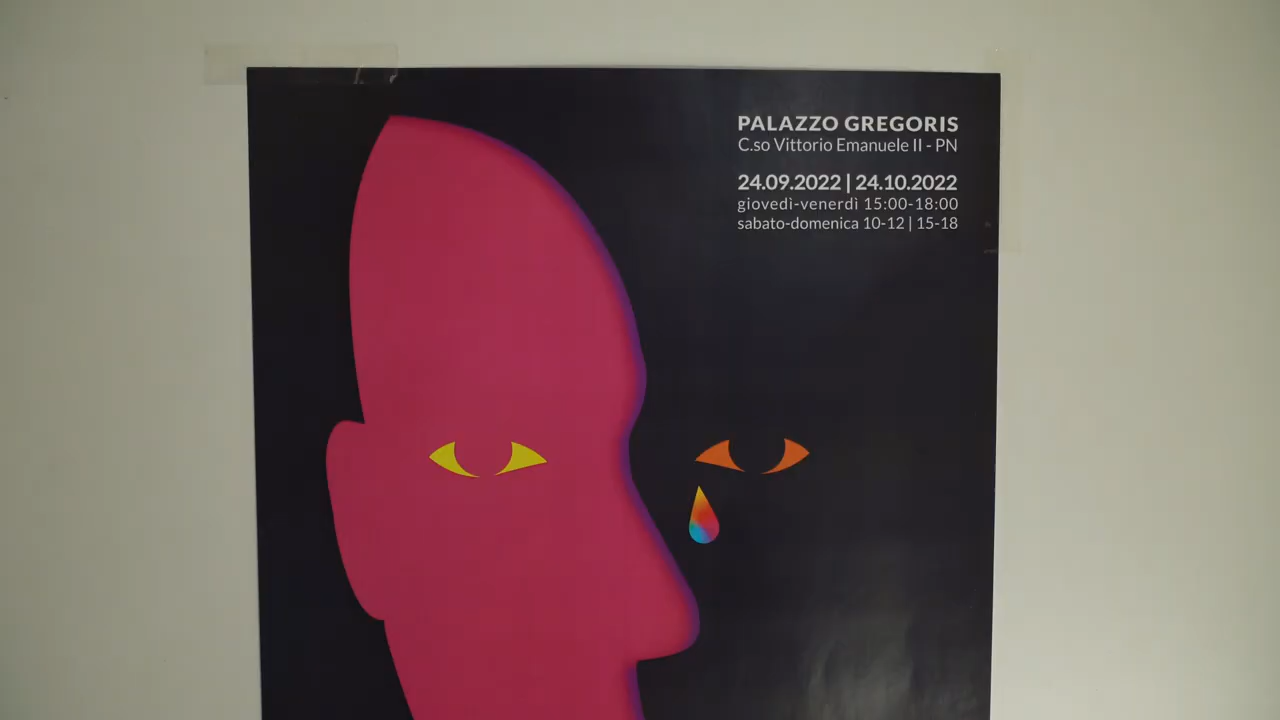 PALAZZO GREGORIS
C.so Vittorio Emanuele II - PN
24.09.2022 | 24.10.2022
giovedì-venerdì 15:00-18:00
sabato-domenica 10-12 | 15-18